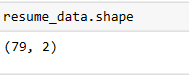 resume_data.shape
(79, 2)